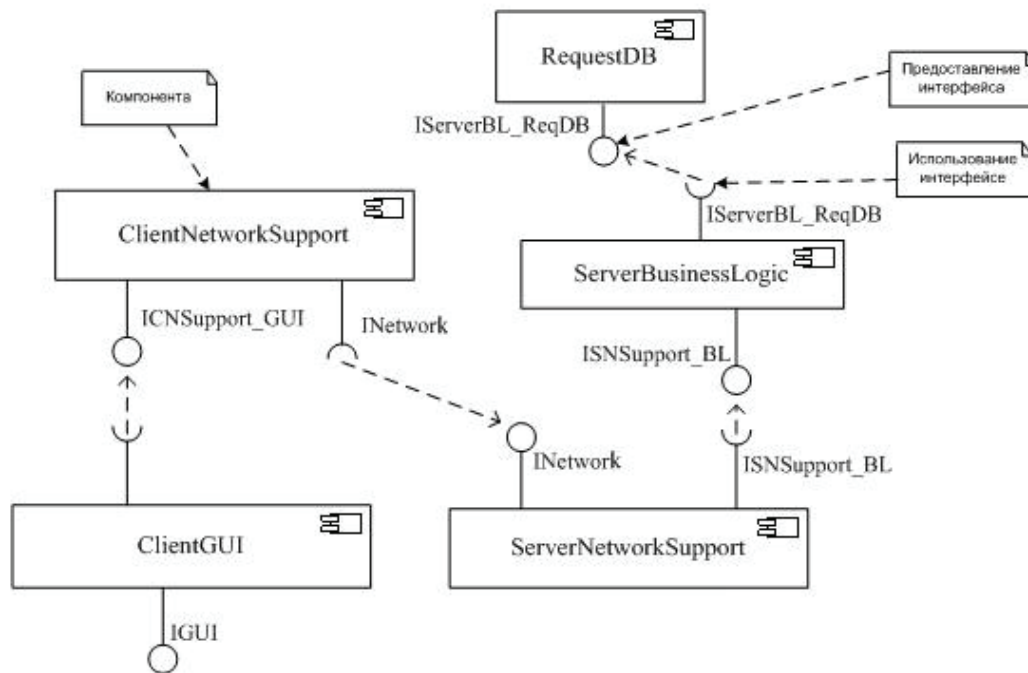 RequestDB
Предоставление
интерфейса
Компонента
IServerBL_ReqDB
Использование
интерфейсе
IServerBL_ReqDB
ClientNetworkSupport
ServerBusinessLogic
ICNSupport_GUI
INetwork
ISNSupport_BL
INetwork
ISNSupport_BL
ClientGUI
ServerNetworkSupport
IGUI